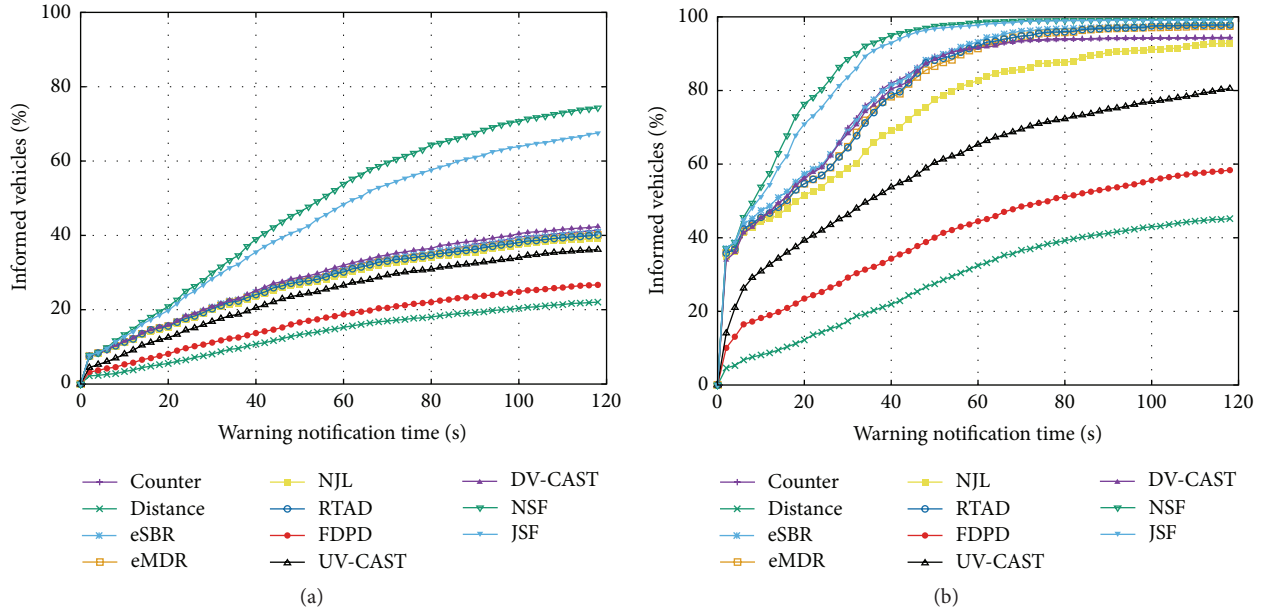 100
80
60
40
20
0
Informed vehicles (%)
0 20 40 60 80 100 120
Warning notification time (s)
Counter NJL DV-CAST
Distance RTAD NSF
eSBR FDPD JSF
eMDR UV-CAST
(a)
100
80
60
40
20
0
Informed vehicles (%)
0 20 40 60 80 100 120
Warning notification time (s)
Counter NJL DV-CAST
Distance RTAD NSF
eSBR FDPD JSF
eMDR UV-CAST
(b)